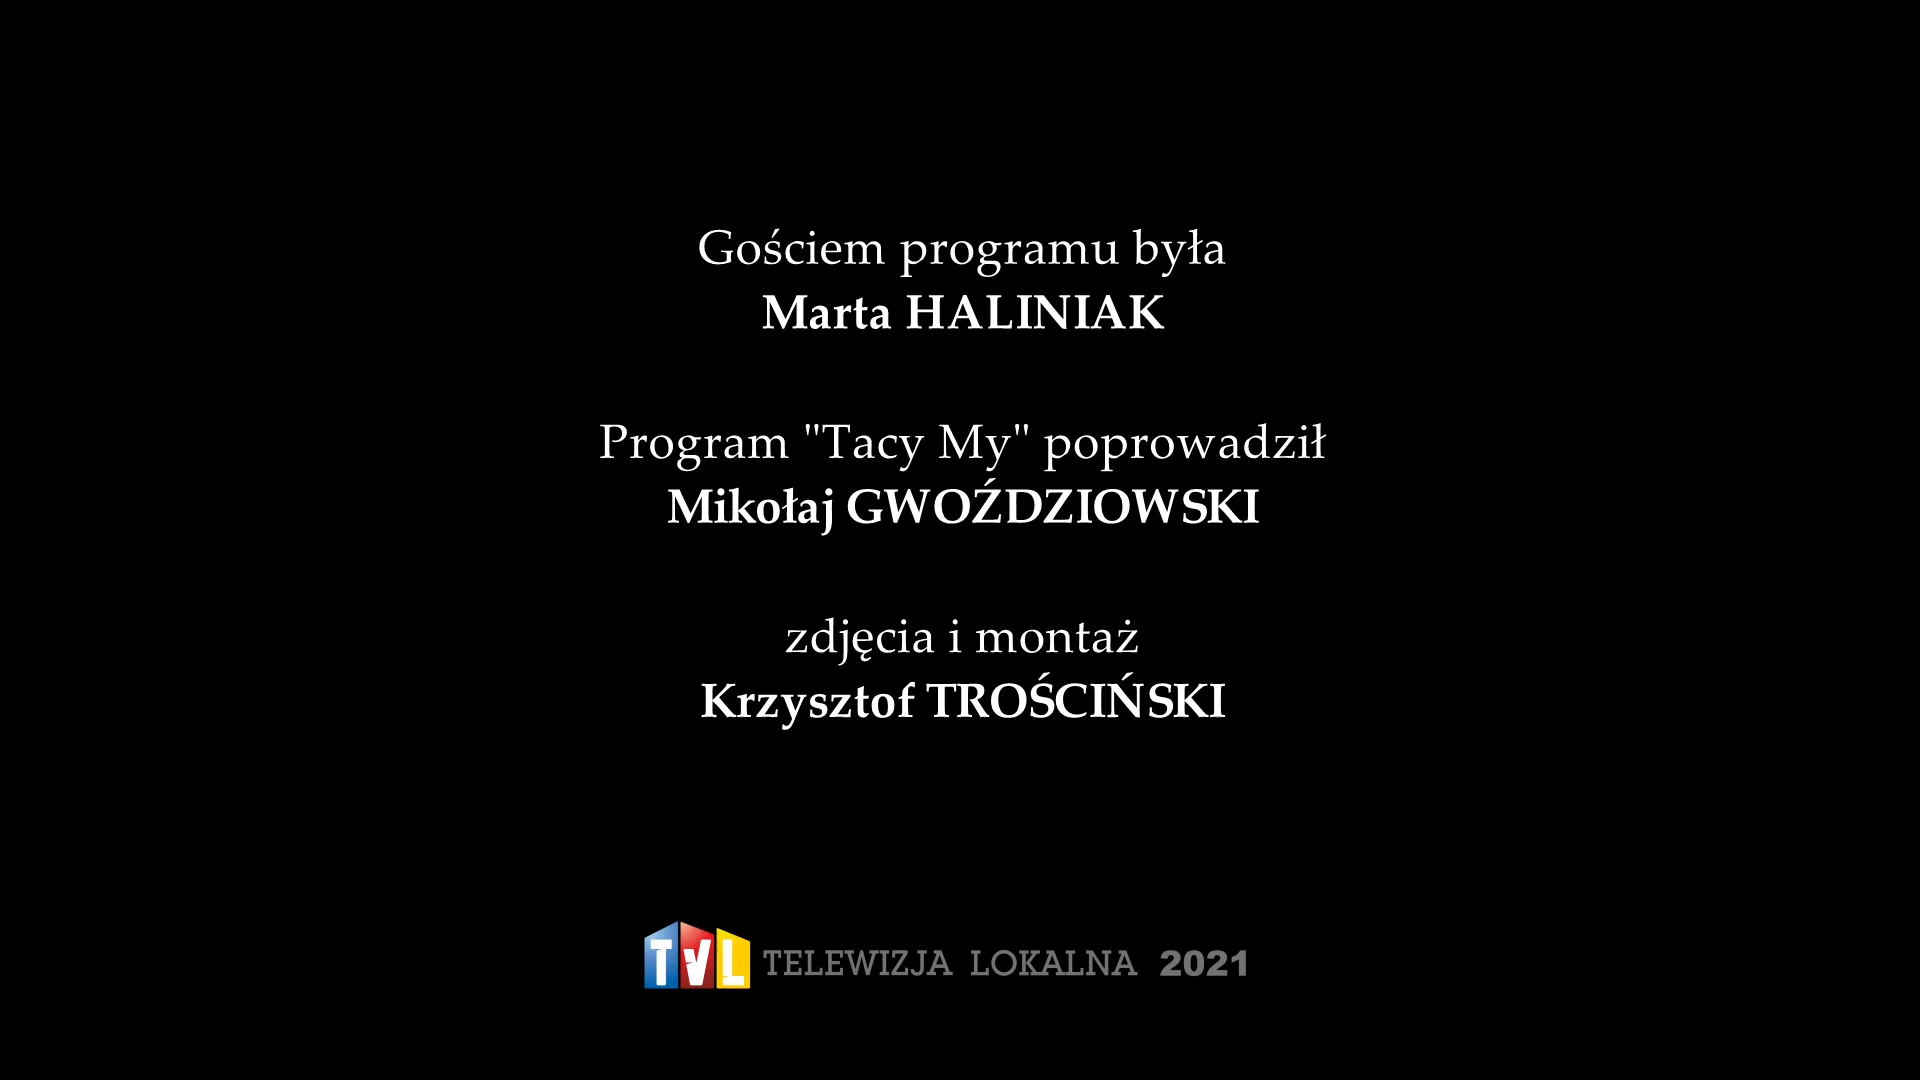 Gościem programu była
Marta HALINIAK
Program "Tacy My" poprowadził
Mikołaj GWOŹDZIOWSKI
zdjęcia i montaż
Krzysztof TROŚCIŃSKI
TVL TELEWIZJA LOKALNA 2021